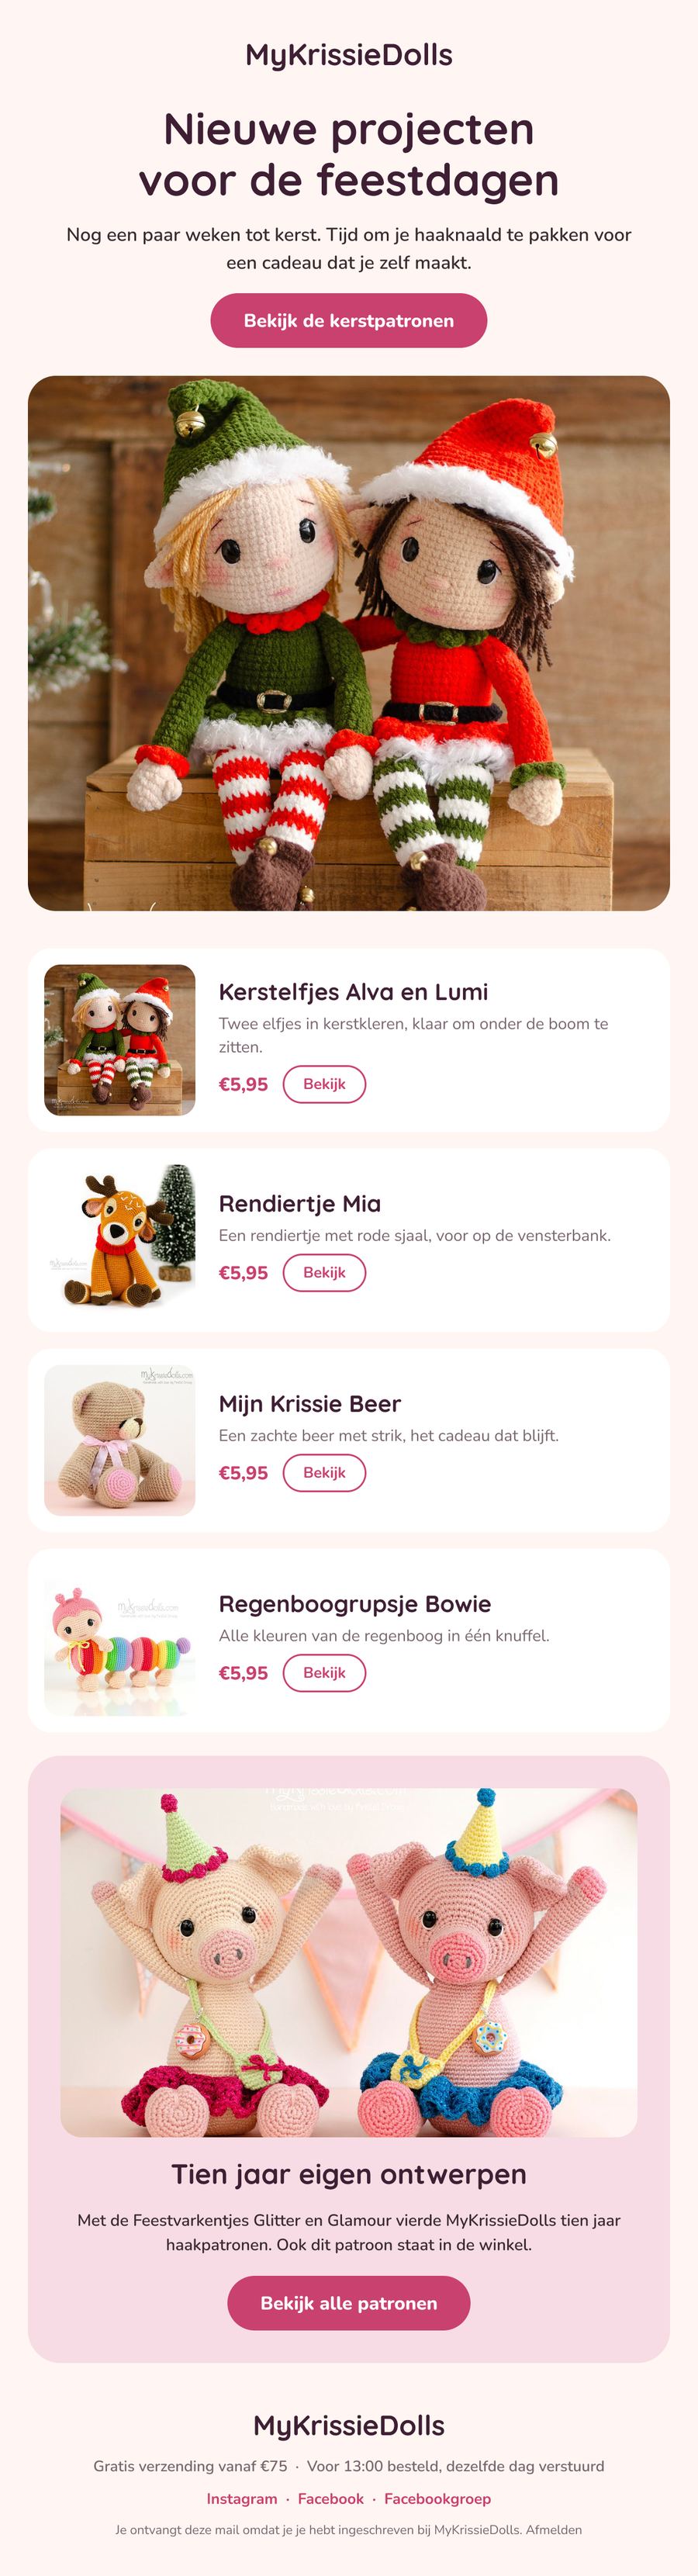 MyKrissieDolls
Nieuwe projecten
voor de feestdagen
Nog een paar weken tot kerst. Tijd om je haaknaald te pakken voor
een cadeau dat je zelf maakt.
Bekijk de kerstpatronen
Kerstelfjes Alva en Lumi
Twee elfjes in kerstkleren, klaar om onder de boom te
zitten.
€5,95 Bekijk
Rendiertje Mia
Een rendiertje met rode sjaal, voor op de vensterbank.
€5,95 Bekijk
Mijn Krissie Beer
Een zachte beer met strik, het cadeau dat blijft.
€5,95 Bekijk
Regenboogrupsje Bowie
Alle kleuren van de regenboog in één knuffel.
€5,95 Bekijk
Tien jaar eigen ontwerpen
Met de Feestvarkentjes Glitter en Glamour vierde MyKrissieDolls tien jaar
haakpatronen. Ook dit patroon staat in de winkel.
Bekijk alle patronen
MyKrissieDolls
Gratis verzending vanaf €75 · Voor 13:00 besteld, dezelfde dag verstuurd
Instagram · Facebook · Facebookgroep
Je ontvangt deze mail omdat je je hebt ingeschreven bij MyKrissieDolls. Afmelden